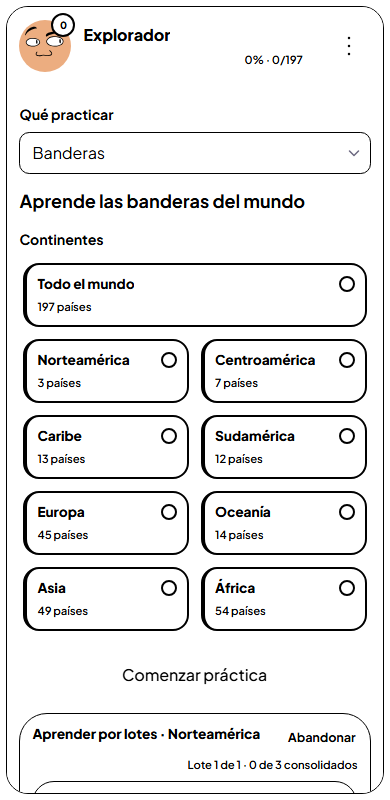 0
Explorador
0% · 0/197
Qué practicar
Banderas
Aprende las banderas del mundo
Continentes
Todo el mundo
197 países
Norteamérica
3 países
Centroamérica
7 países
Caribe
13 países
Sudamérica
12 países
Europa
45 países
Oceanía
14 países
Asia
49 países
África
54 países
Comenzar práctica
Aprender por lotes · Norteamérica
Abandonar
Lote 1 de 1 · 0 de 3 consolidados